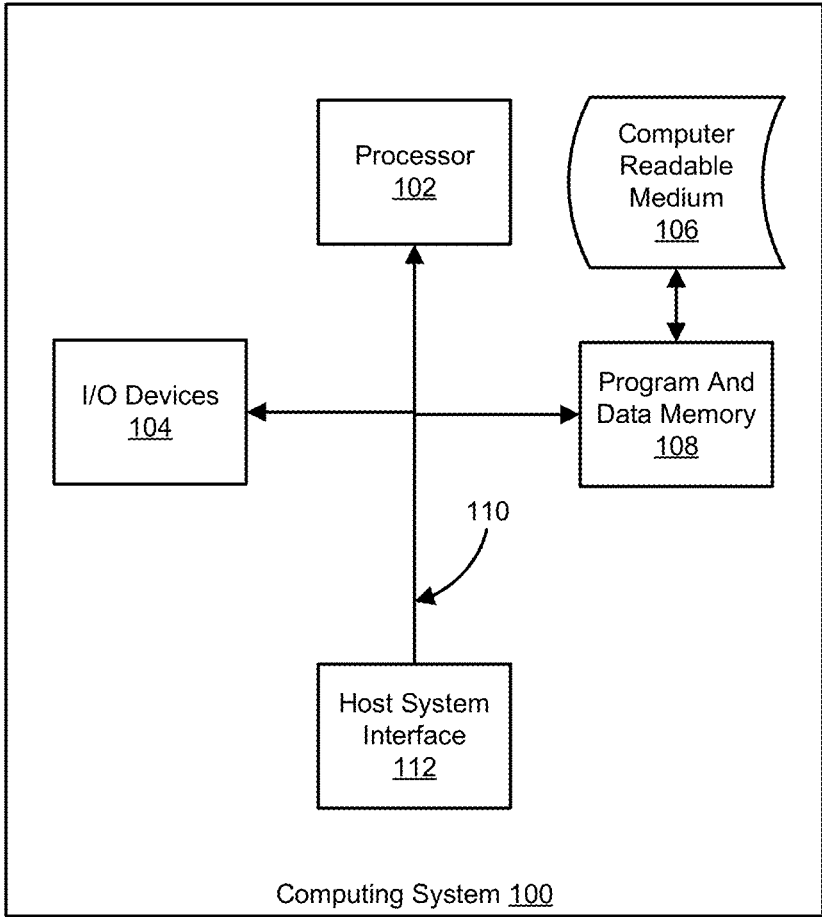 Processor
102
Computer
Readable
Medium
106
I/O Devices
104
Program And
Data Memory
108
110
Host System
Interface
112
Computing System 100